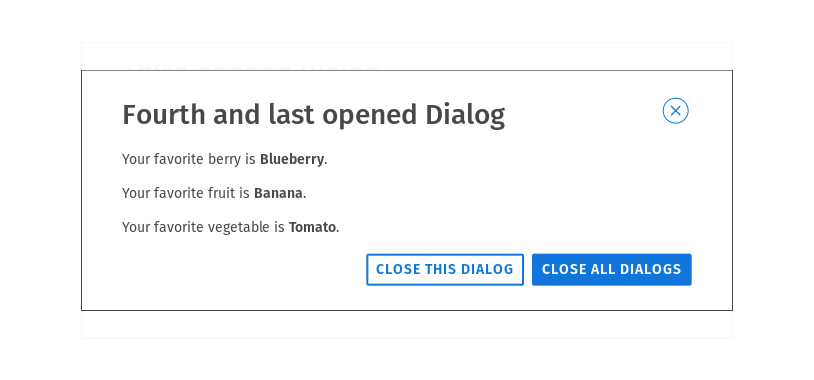 Fourth and last opened Dialog
Your favorite berry is Blueberry.
Your favorite fruit is Banana.
Your favorite vegetable is Tomato.
CLOSE THIS DIALOG CLOSE ALL DIALOGS